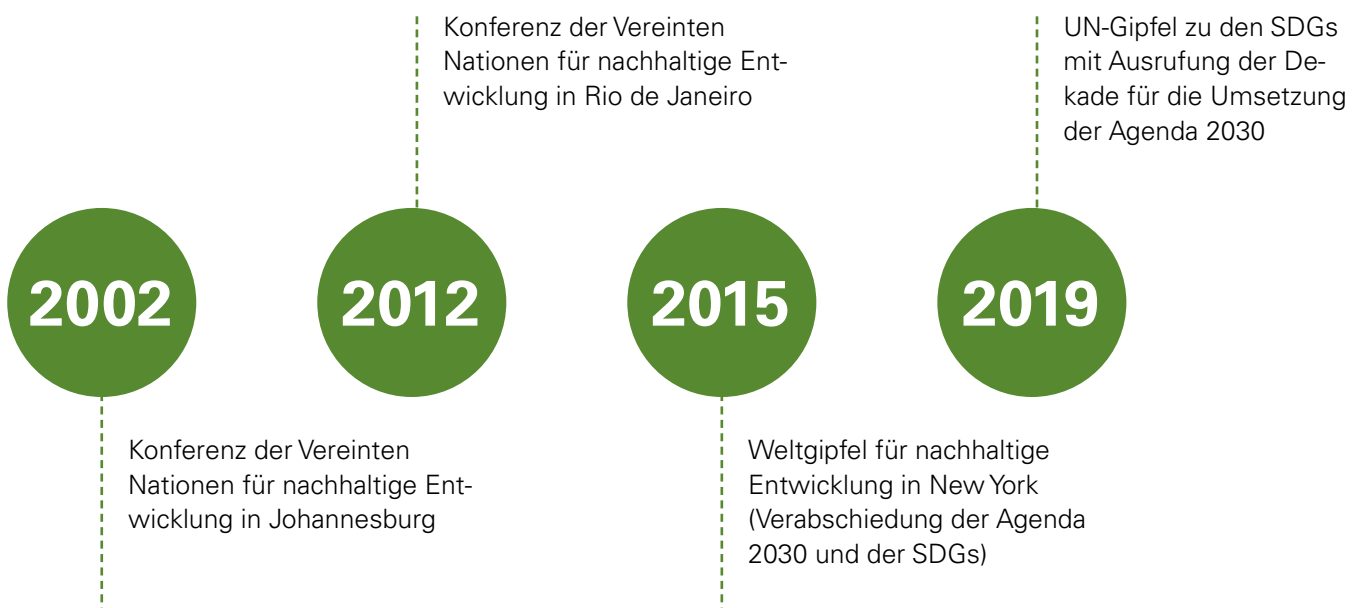 Konferenz der Vereinten
Nationen für nachhaltige Ent-
wicklung in Rio de Janeiro
UN-Gipfel zu den SDGs
mit Ausrufung der De-
kade für die Umsetzung
der Agenda 2030
2002
2012
2015
2019
Konferenz der Vereinten
Nationen für nachhaltige Ent-
wicklung in Johannesburg
Weltgipfel für nachhaltige
Entwicklung in New York
(Verabschiedung der Agenda
2030 und der SDGs)